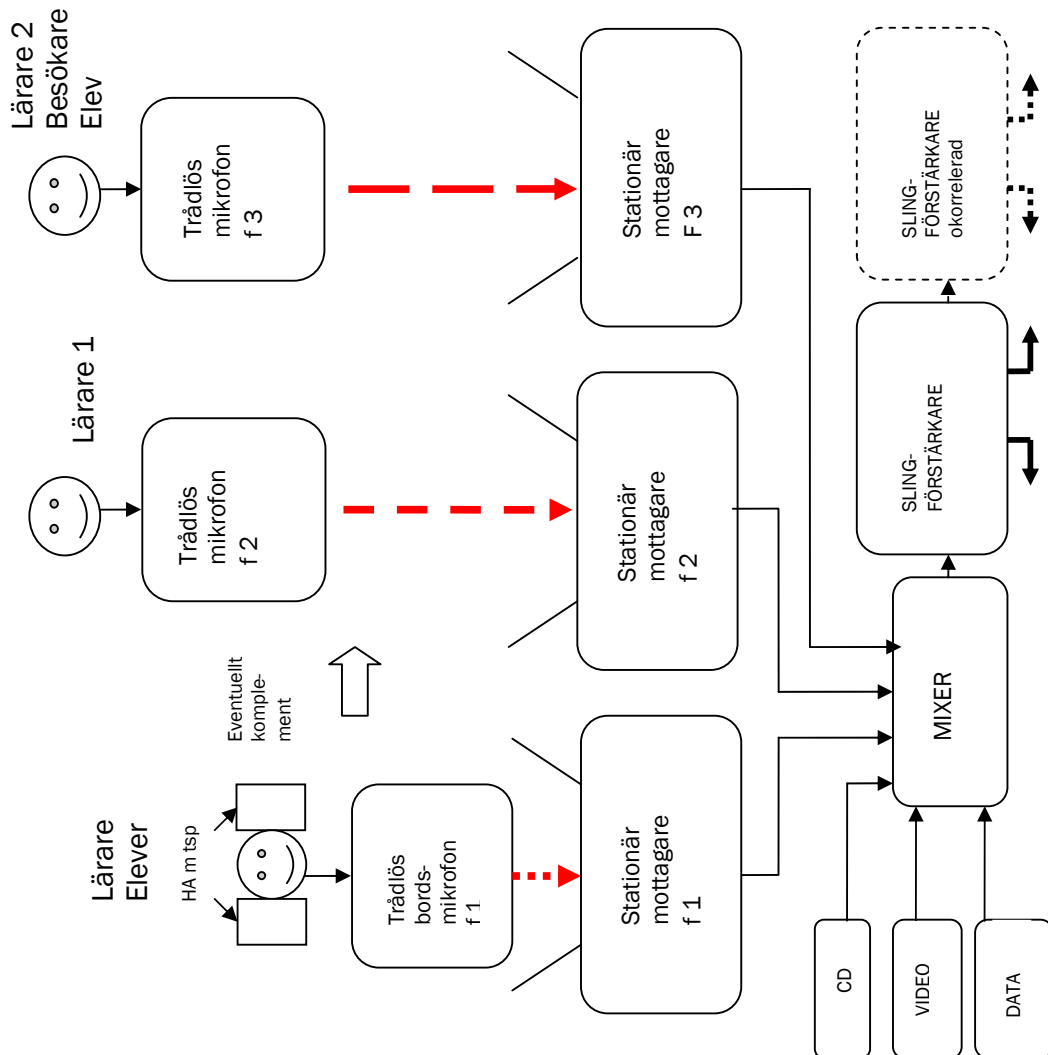 Lärare
Elever
HA m tsp
Trådlös
bords-
mikrofon
f 1
Stationär
mottagare
f 1
Eventuellt
komple-
ment
Lärare 1
Trådlös
mikrofon
f 2
Stationär
mottagare
f 2
Lärare 2
Besökare
Elev
Trådlös
mikrofon
f 3
Stationär
mottagare
F 3
CD
VIDEO
DATA
MIXER
SLING-
FÖRSTÄRKARE
SLING-
FÖRSTÄRKARE
okorrelerad